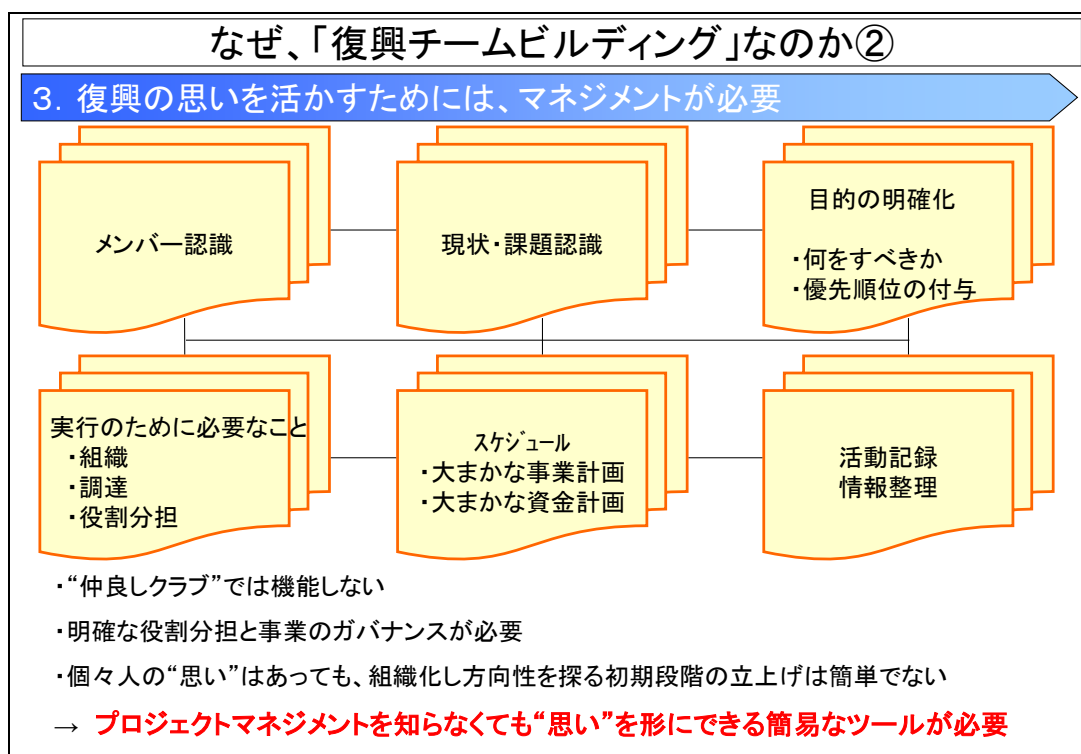 なぜ、「復興チームビルディング」なのか②
３．復興の思いを活かすためには、マネジメントが必要
メンバー認識
現状・課題認識
目的の明確化
・何をすべきか
・優先順位の付与
実行のために必要なこと
・組織
・調達
・役割分担
ｽｹｼﾞｭｰﾙ
・大まかな事業計画
・大まかな資金計画
活動記録
情報整理
・“仲良しクラブ”では機能しない
・明確な役割分担と事業のガバナンスが必要
・個々人の“思い”はあっても、組織化し方向性を探る初期段階の立上げは簡単でない
→ プロジェクトマネジメントを知らなくても“思い”を形にできる簡易なツールが必要